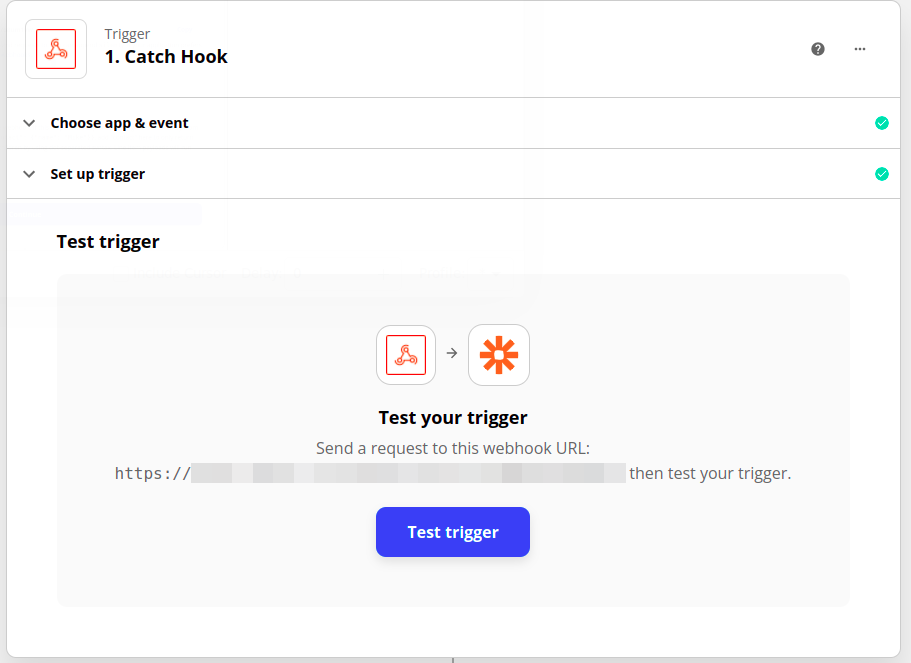 Trigger
1. Catch Hook
Choose app & event
Set up trigger
Test trigger
Test your trigger
Send a request to this webhook URL:
https:// then test your trigger.
Test trigger